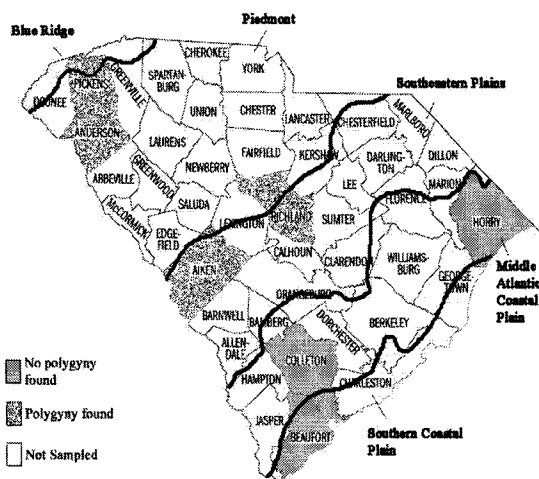 Blue Ridge
Piedmont
CHEROKEE
YORK
PICKENS
GREENVILLE
SPARTAN-
BURG
Southeastern Plains
OCONEE
UNION
CHESTER
LANCASTER
CHESTERFIELD
MARLBORO
ANDERSON
LAURENS
FAIRFIELD
KERSHAW
DARLING-
TON
DILLON
ABBEVILLE
GREENWOOD
NEWBERRY
LEE
MARION
FLORENCE
HORRY
McCORMICK
SALUDA
LEXINGTON
RICHLAND
SUMTER
EDGE-
FIELD
CALHOUN
CLARENDON
WILLIAMS-
BURG
GEORGE-
TOWN
Middle
Atlantic
Coastal
Plain
AIKEN
ORANGEBURG
BARNWELL
BAMBERG
DORCHESTER
BERKELEY
ALLEN-
DALE
COLLETON
HAMPTON
CHARLESTON
JASPER
BEAUFORT
Southern Coastal
Plain
No polygyny
found
Polygyny found
Not Sampled